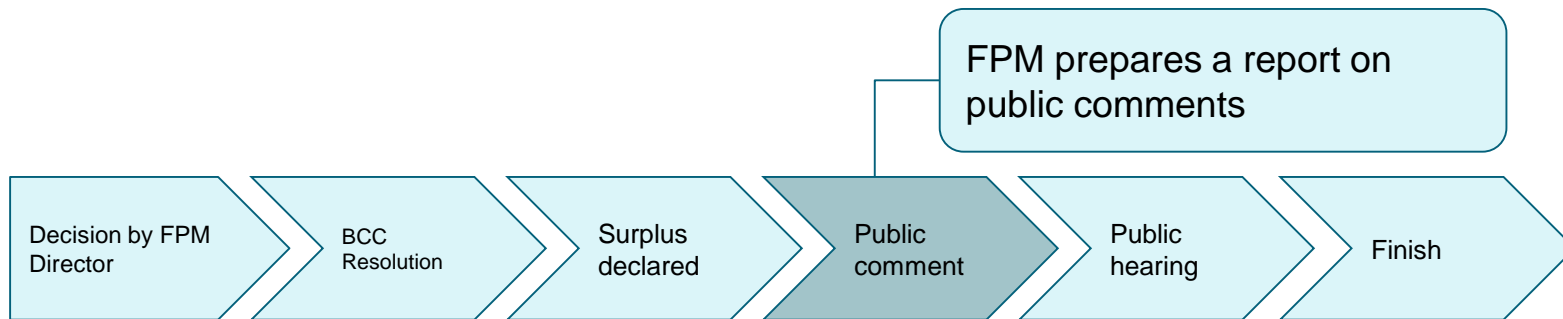 FPM prepares a report on
public comments
Decision by FPM
Director
BCC
Resolution
Surplus
declared
Public
comment
Public
hearing
Finish